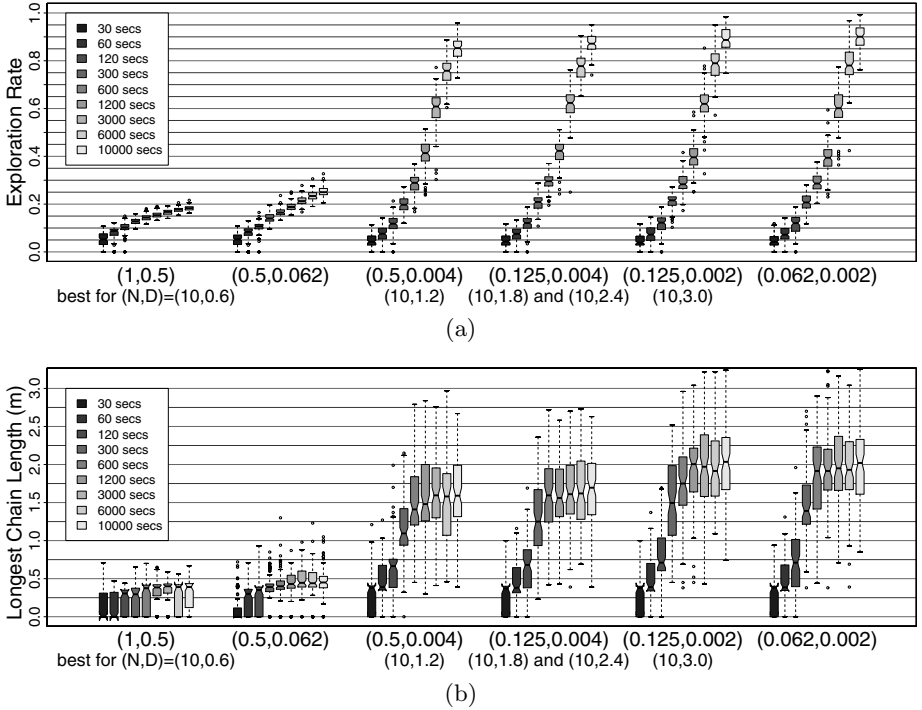 Exploration Rate
1.0
0.8
0.6
0.4
0.2
0.0
30 secs
60 secs
120 secs
300 secs
600 secs
1200 secs
3000 secs
6000 secs
10000 secs
(1,0.5) (0.5,0.062) (0.5,0.004) (0.125,0.004) (0.125,0.002) (0.062,0.002)
best for (N,D)=(10,0.6) (10,1.2) (10,1.8) and (10,2.4) (10,3.0)
(a)
Longest Chain Length (m)
3.0
2.5
2.0
1.5
1.0
0.5
0.0
30 secs
60 secs
120 secs
300 secs
600 secs
1200 secs
3000 secs
6000 secs
10000 secs
(1,0.5) (0.5,0.062) (0.5,0.004) (0.125,0.004) (0.125,0.002) (0.062,0.002)
best for (N,D)=(10,0.6) (10,1.2) (10,1.8) and (10,2.4) (10,3.0)
(b)